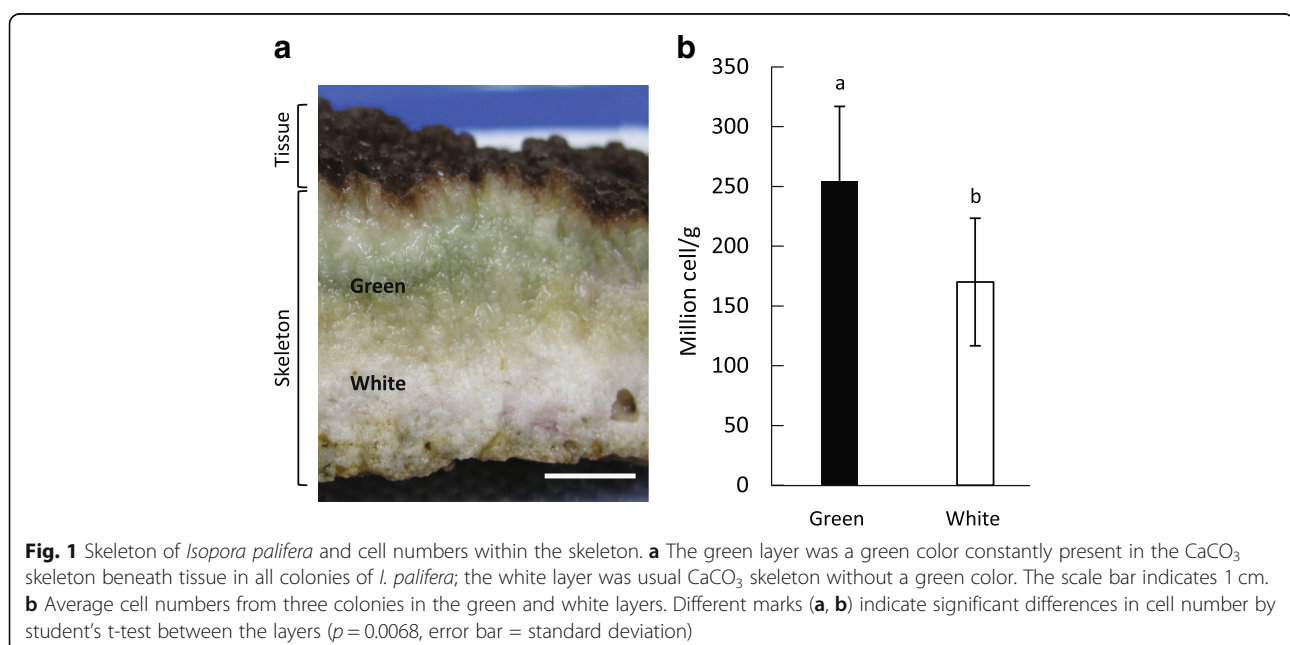 a
Tissue
Skeleton
Green
White
b
Million cell/g
350
300
250
200
150
100
50
0
a
b
Green
White
Fig. 1 Skeleton of Isopora palifera and cell numbers within the skeleton. a The green layer was a green color constantly present in the CaCO₃
skeleton beneath tissue in all colonies of I. palifera; the white layer was usual CaCO₃ skeleton without a green color. The scale bar indicates 1 cm.
b Average cell numbers from three colonies in the green and white layers. Different marks (a, b) indicate significant differences in cell number by
student's t-test between the layers (p = 0.0068, error bar = standard deviation)